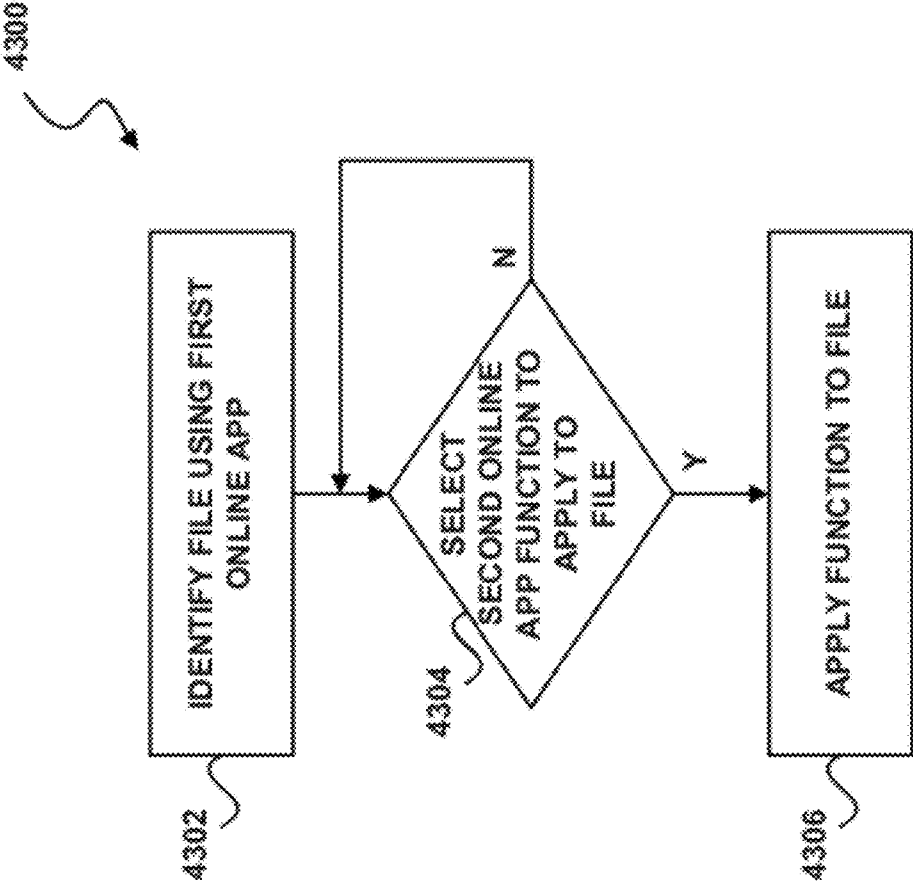 4300
4302
IDENTIFY FILE USING FIRST
ONLINE APP
4304
SELECT
SECOND ONLINE
APP FUNCTION TO
APPLY TO
FILE
N
Y
4306
APPLY FUNCTION TO FILE